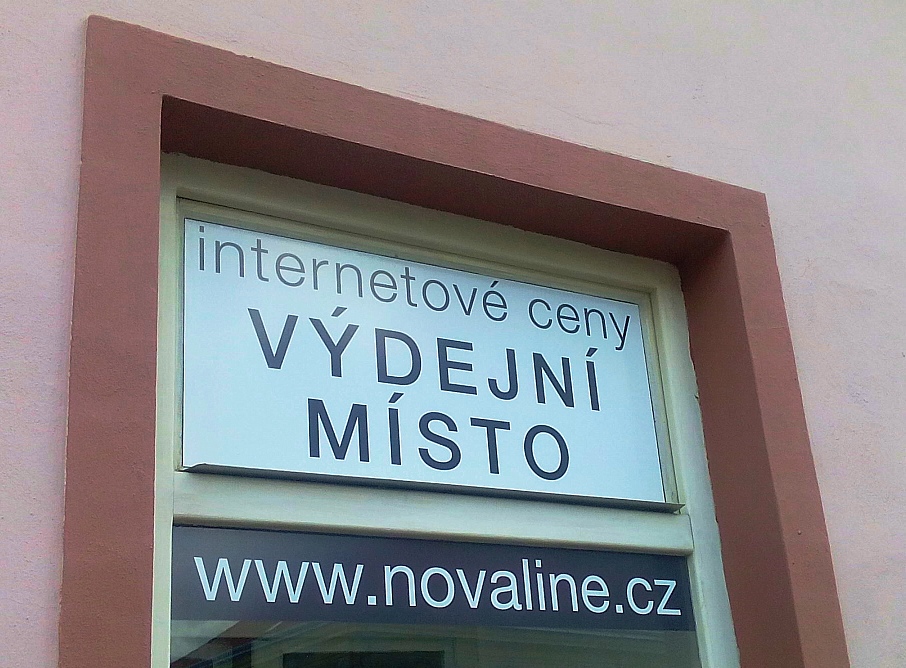 internetové ceny
VÝDEJNÍ
MÍSTO
www.novaline.cz